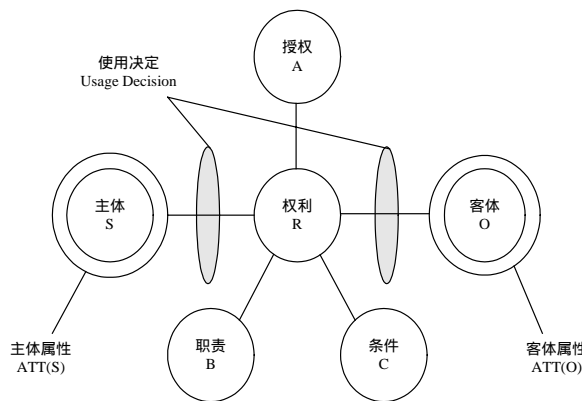 授权
A
使用决定
Usage Decision
主体
S
权利
R
客体
O
主体属性
ATT(S)
职责
B
条件
C
客体属性
ATT(O)